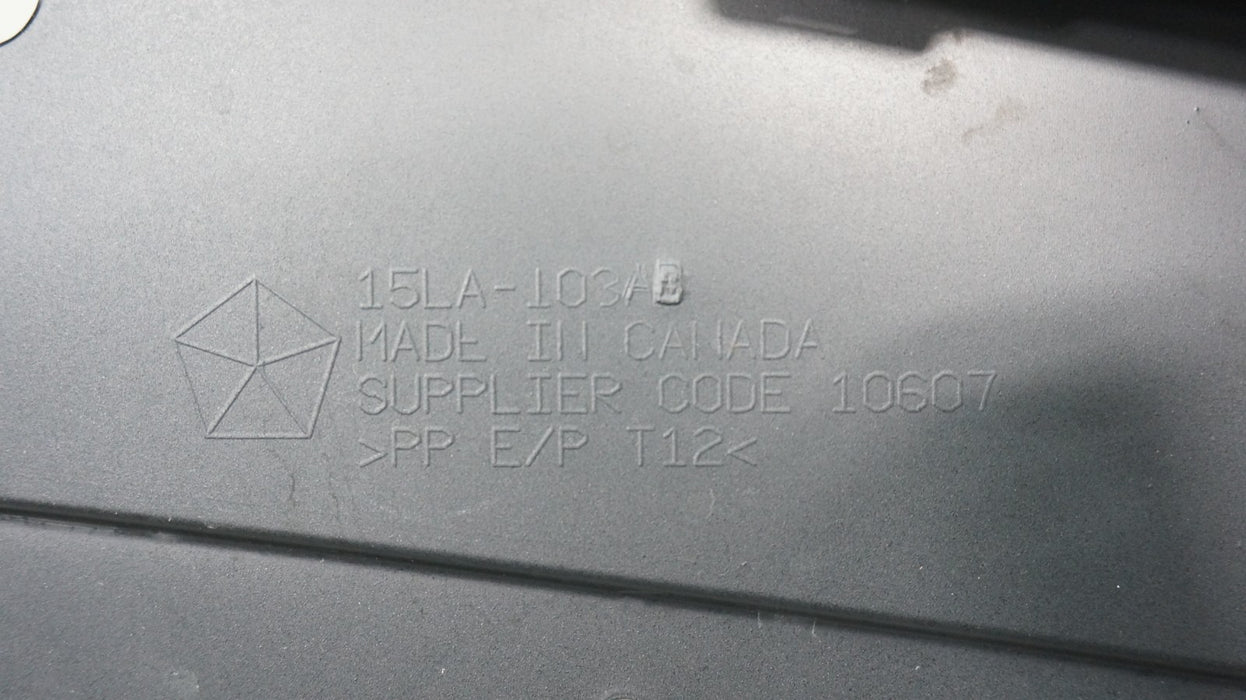 15LA-103AB
MADE IN CANADA
SUPPLIER CODE 10607
>PP E/P T12<